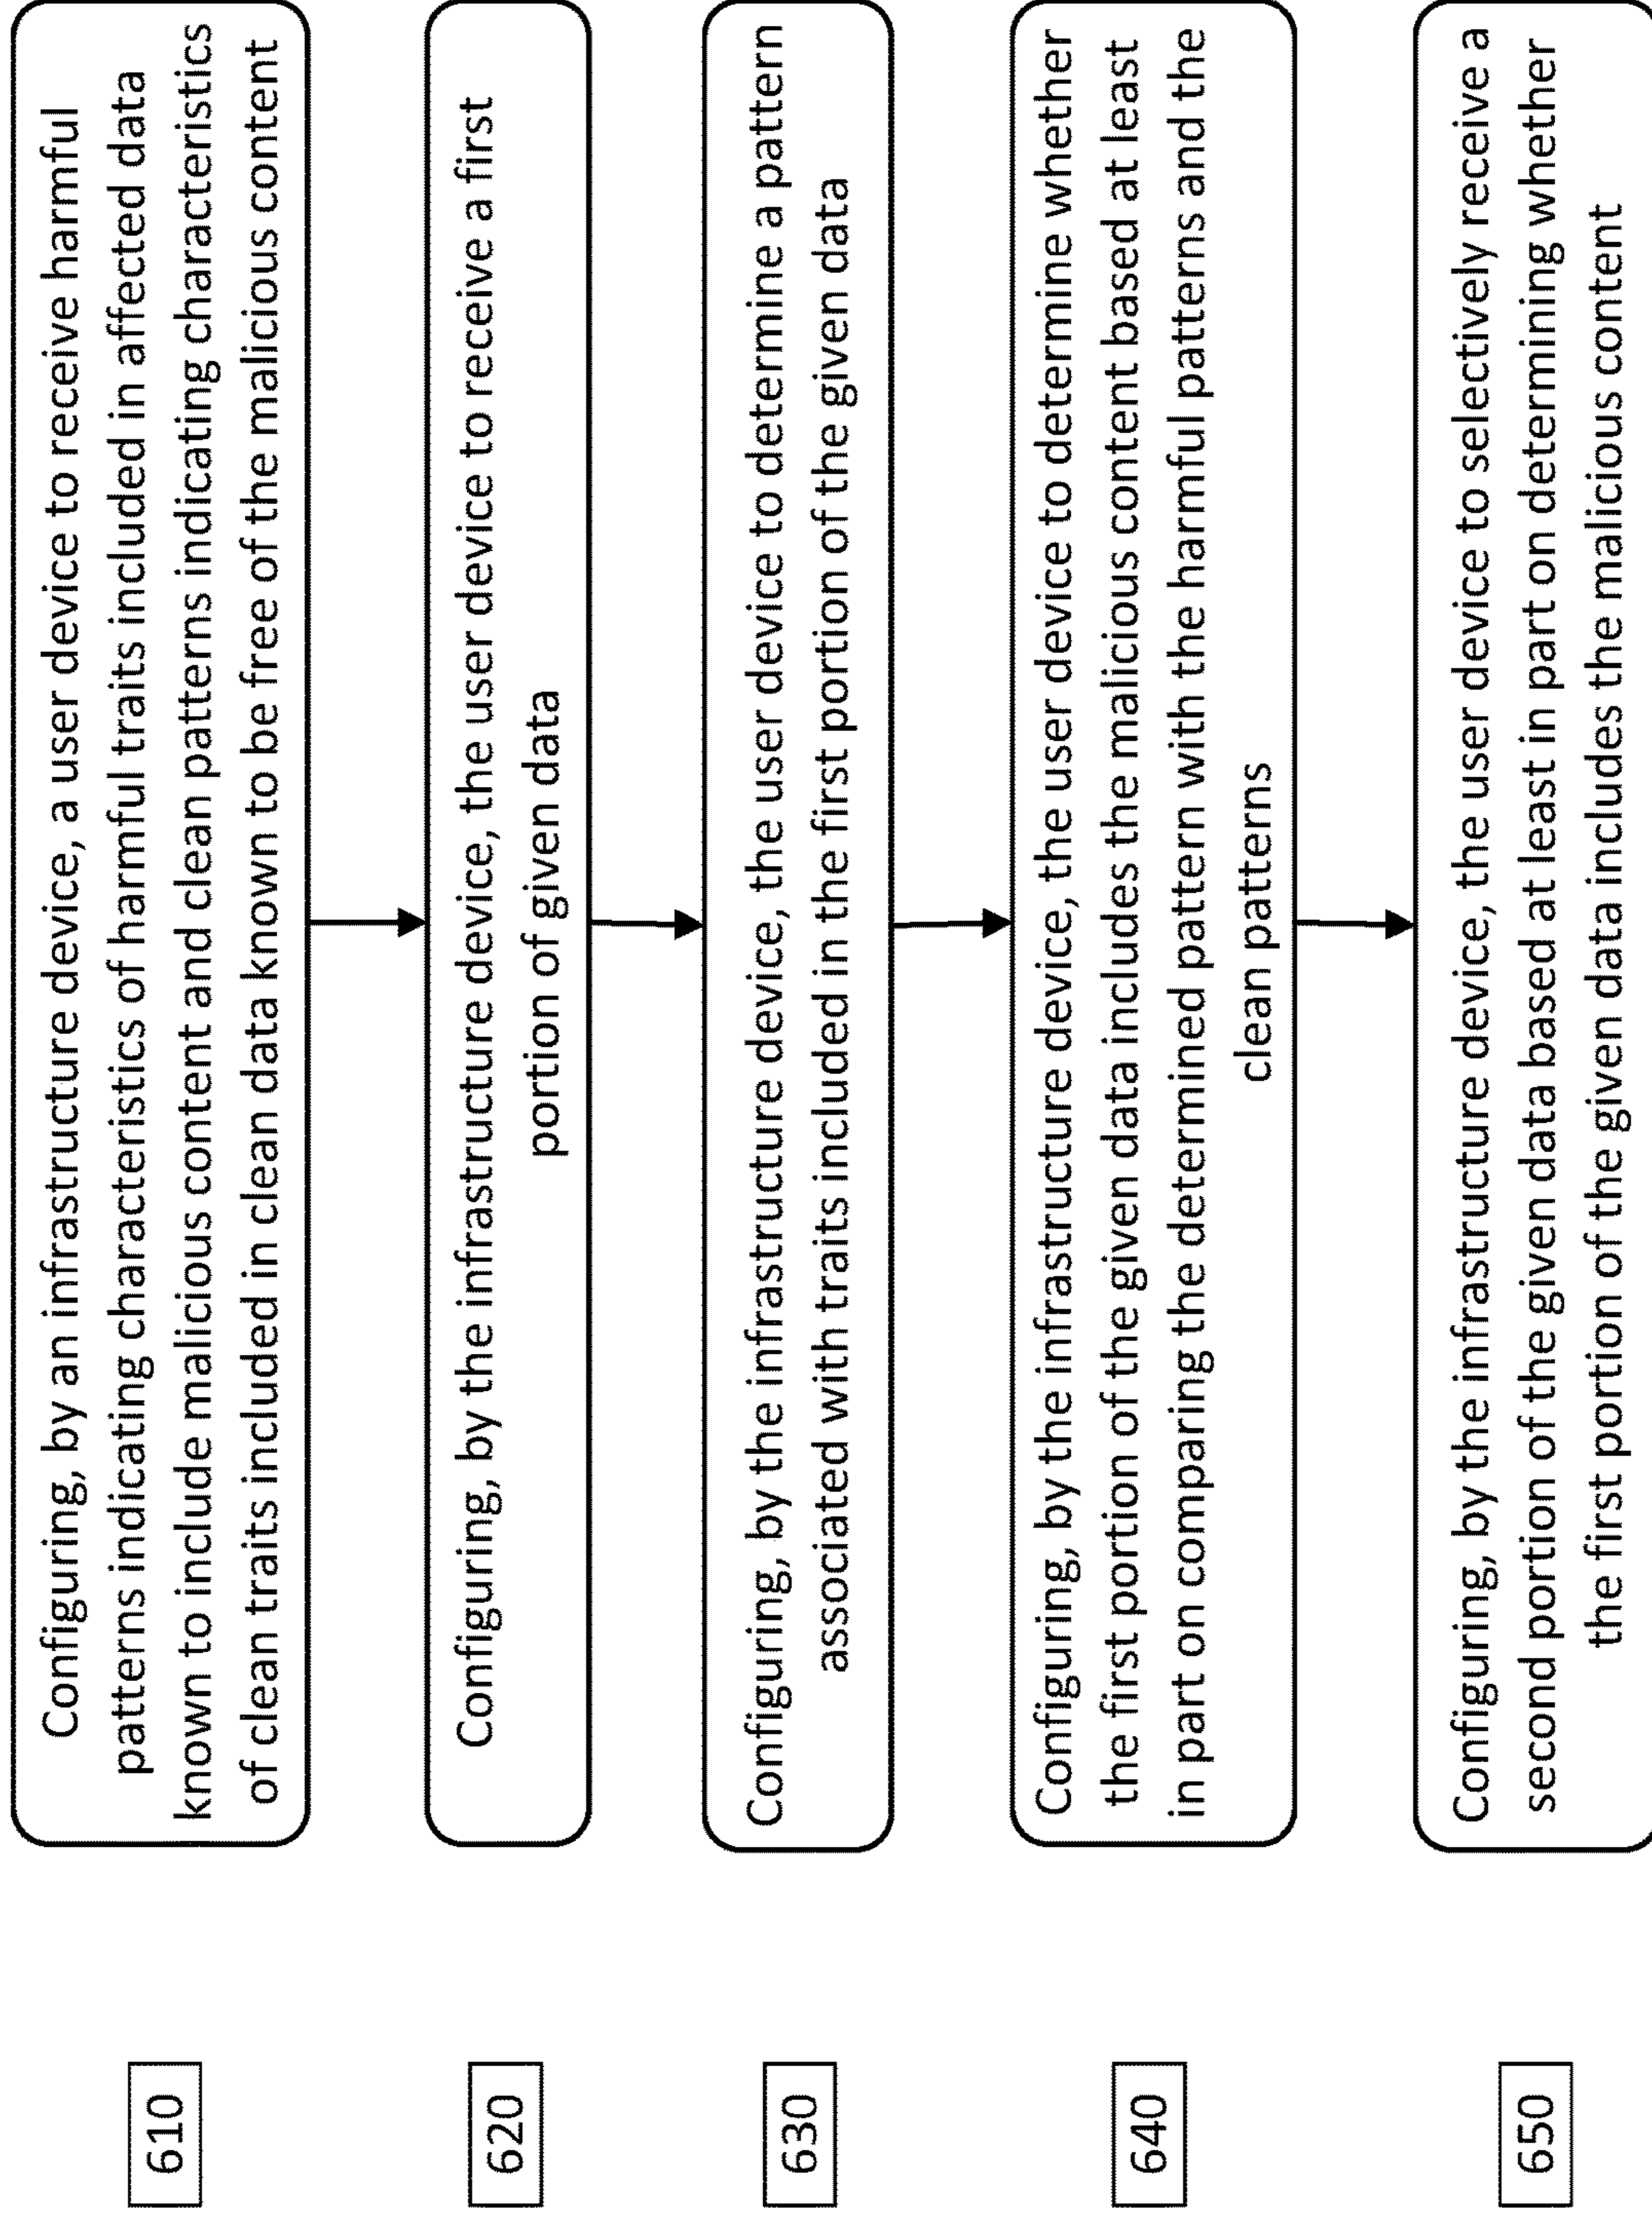 610
Configuring, by an infrastructure device, a user device to receive harmful
patterns indicating characteristics of harmful traits included in affected data
known to include malicious content and clean patterns indicating characteristics
of clean traits included in clean data known to be free of the malicious content
620
Configuring, by the infrastructure device, the user device to receive a first
portion of given data
630
Configuring, by the infrastructure device, the user device to determine a pattern
associated with traits included in the first portion of the given data
640
Configuring, by the infrastructure device, the user device to determine whether
the first portion of the given data includes the malicious content based at least
in part on comparing the determined pattern with the harmful patterns and the
clean patterns
650
Configuring, by the infrastructure device, the user device to selectively receive a
second portion of the given data based at least in part on determining whether
the first portion of the given data includes the malicious content